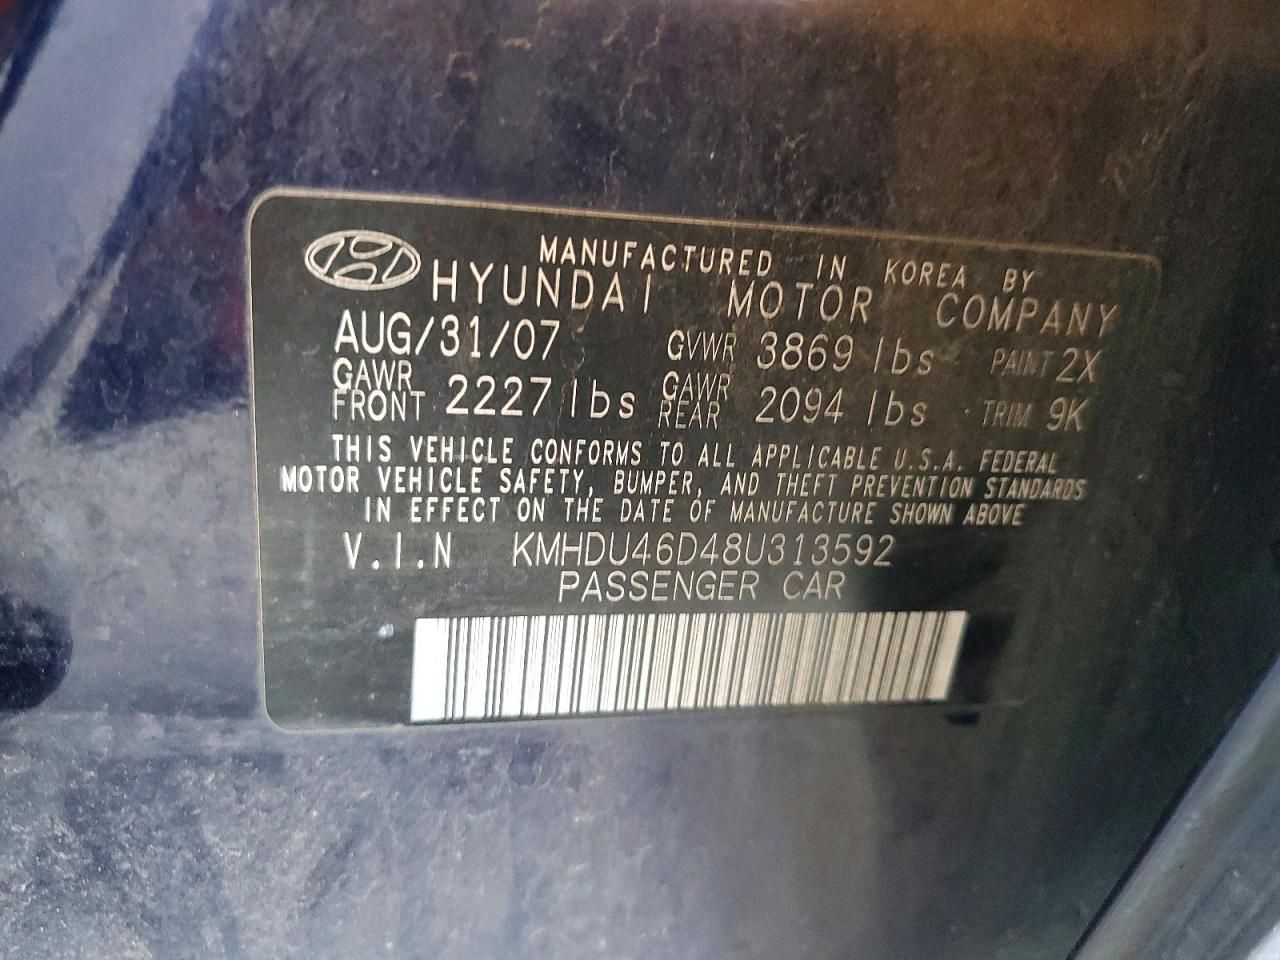 MANUFACTURED IN KOREA BY
HYUNDAI MOTOR COMPANY
AUG/31/07 GVWR 3869 lbs PAINT 2X
GAWR FRONT 2227 lbs GAWR REAR 2094 lbs TRIM 9K
THIS VEHICLE CONFORMS TO ALL APPLICABLE U.S.A. FEDERAL
MOTOR VEHICLE SAFETY, BUMPER, AND THEFT PREVENTION STANDARDS
IN EFFECT ON THE DATE OF MANUFACTURE SHOWN ABOVE
V.I.N KMHDU46D48U313592
PASSENGER CAR